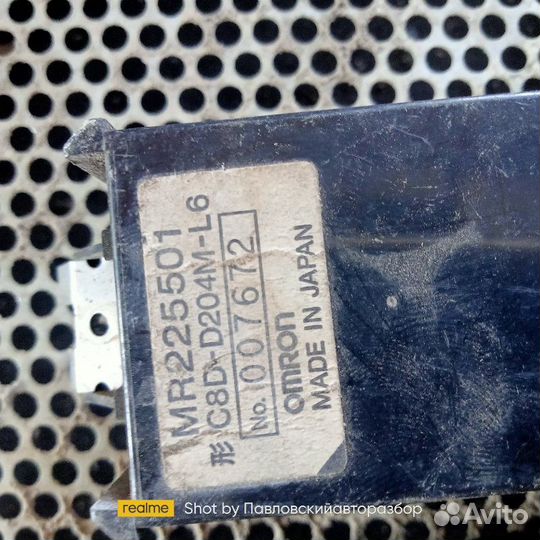 MR225501
形 C8D-D204M-L6
No. 007672
OMRON
MADE IN JAPAN
realme Shot by Павловскийавторазбор
Avito